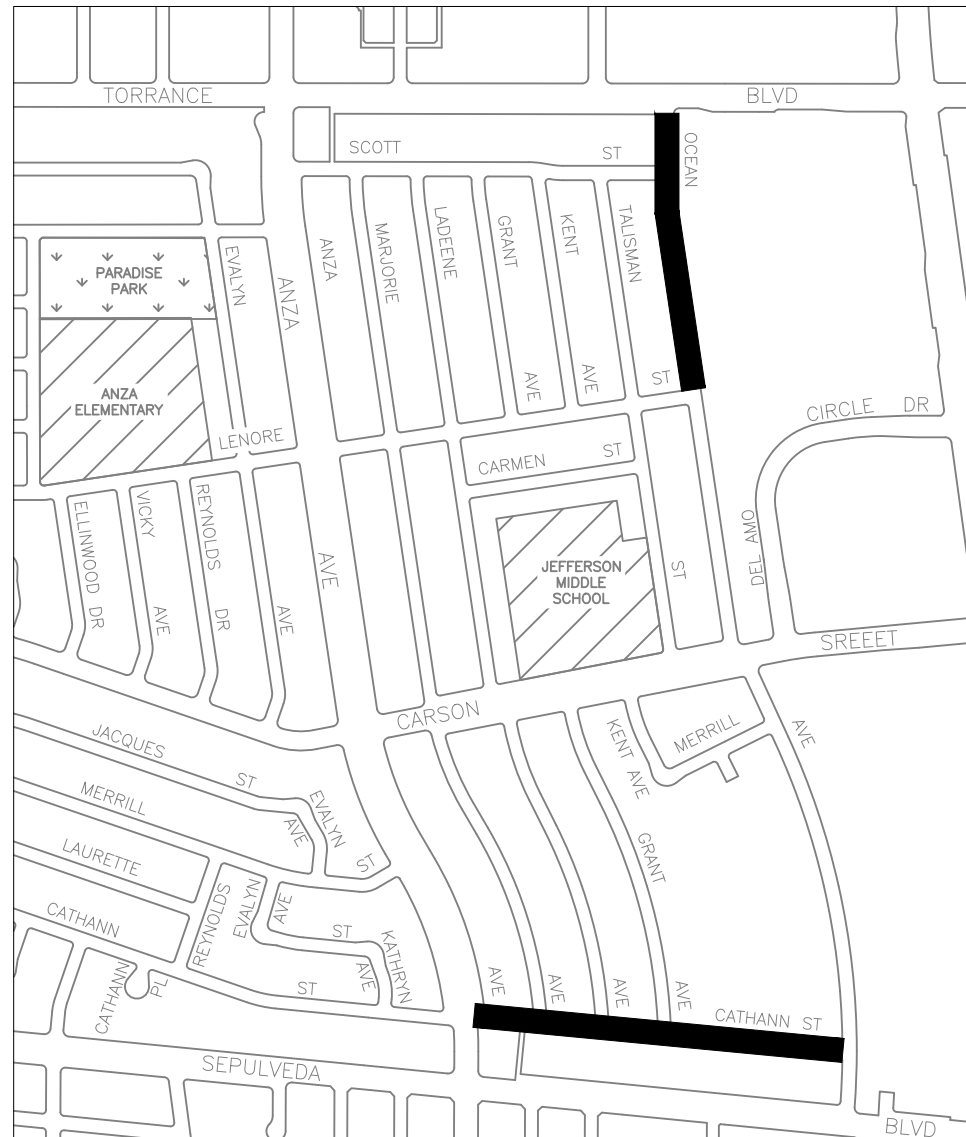 TORRANCE BLVD
SCOTT ST
OCEAN
EVALYN
ANZA
ANZA
MARJORIE
LADEENE
GRANT
KENT
TALISMAN
PARADISE
PARK
ANZA
ELEMENTARY
AVE
AVE
ST
CIRCLE DR
LENORE
CARMEN ST
ELLINWOOD DR
VICKY
AVE
REYNOLDS
DR
AVE
AVE
JEFFERSON
MIDDLE
SCHOOL
ST
DEL AMO
SREEET
CARSON
JACQUES
ST
KENT AVE
MERRILL
AVE
MERRILL
EVALYN
AVE
ST
LAURETTE
GRANT
CATHANN
REYNOLDS
EVALYN
AVE
ST
KATHRYN
AVE
CATHANN
PL
ST
AVE
AVE
AVE
AVE
CATHANN ST
SEPULVEDA
BLVD